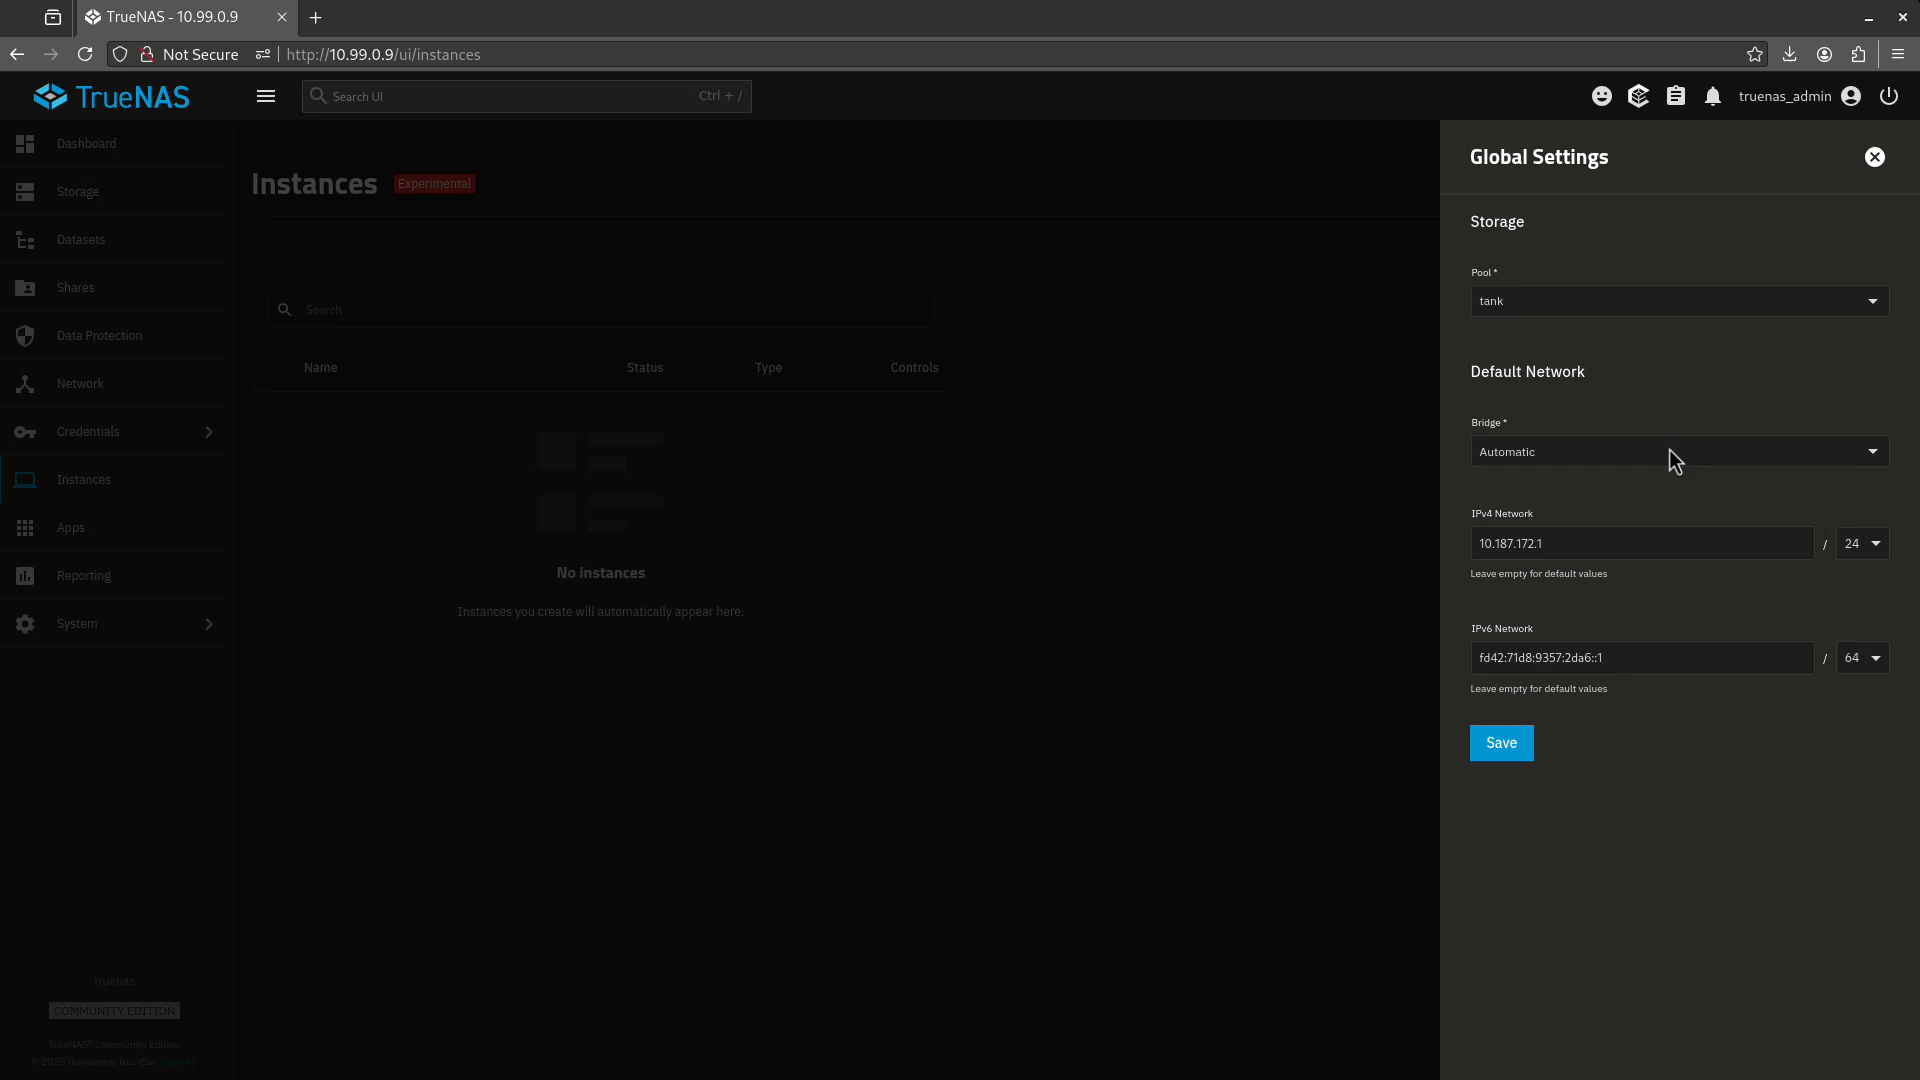 TrueNAS - 10.99.0.9
Not Secure
http://10.99.0.9/ui/instances
TrueNAS
Search UI
Ctrl + /
truenas_admin
Dashboard
Storage
Datasets
Shares
Data Protection
Network
Credentials
Instances
Apps
Reporting
System
truenas
COMMUNITY EDITION
TrueNAS® Community Edition
© 2025 iXsystems, Inc. dba TrueNAS
Instances
Experimental
Search
Name Status Type Controls
No instances
Instances you create will automatically appear here.
Global Settings
Storage
Pool *
tank
Default Network
Bridge *
Automatic
IPv4 Network
10.187.172.1 / 24
Leave empty for default values
IPv6 Network
fd42:71d8:9357:2da6::1 / 64
Leave empty for default values
Save